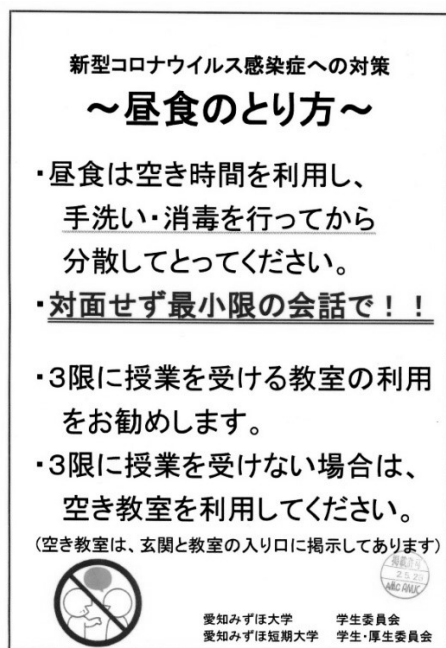 新型コロナウイルス感染症への対策
～昼食のとり方～
・昼食は空き時間を利用し、
手洗い・消毒を行ってから
分散してとってください。
・対面せず最小限の会話で！！
・３限に授業を受ける教室の利用
をお勧めします。
・３限に授業を受けない場合は、
空き教室を利用してください。
(空き教室は、玄関と教室の入り口に掲示してあります)
掲載許可
2.5.25
愛知みずほ大学 学生委員会
愛知みずほ短期大学 学生・厚生委員会